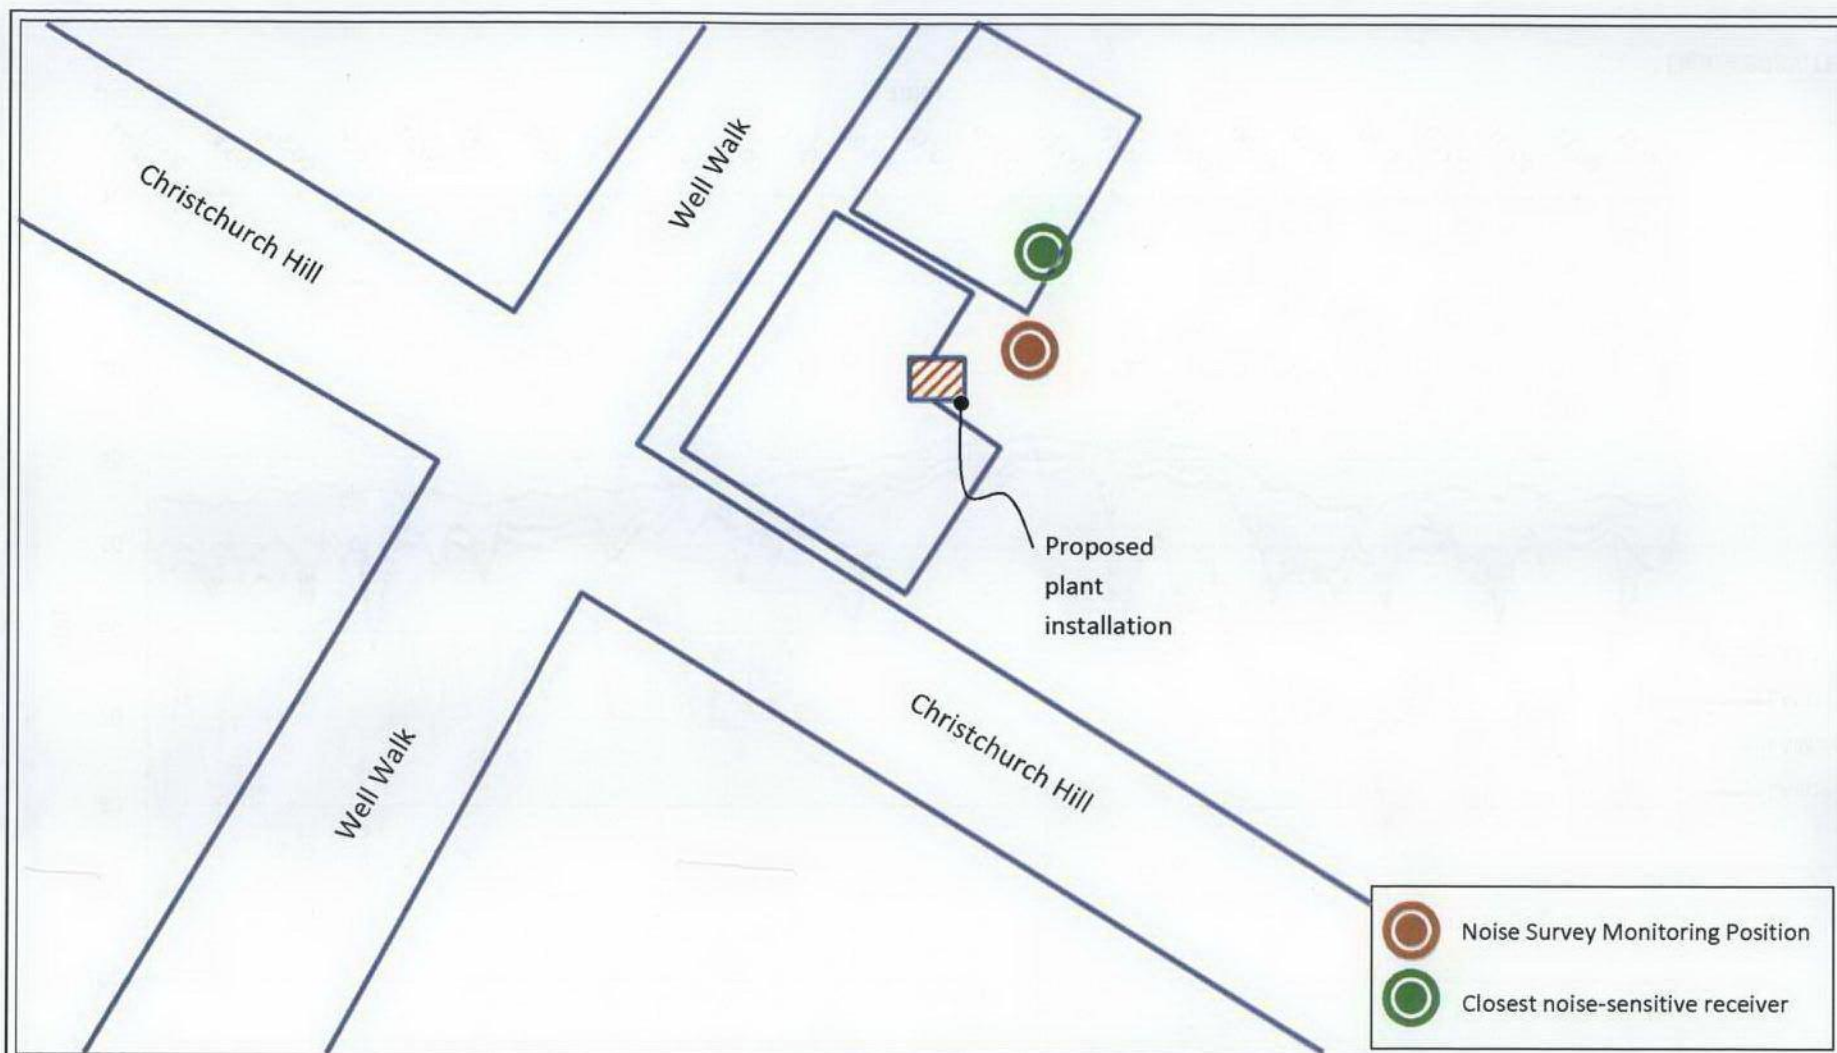 Christchurch Hill
Well Walk
Proposed
plant
installation
Christchurch Hill
Well Walk
Noise Survey Monitoring Position
Closest noise-sensitive receiver